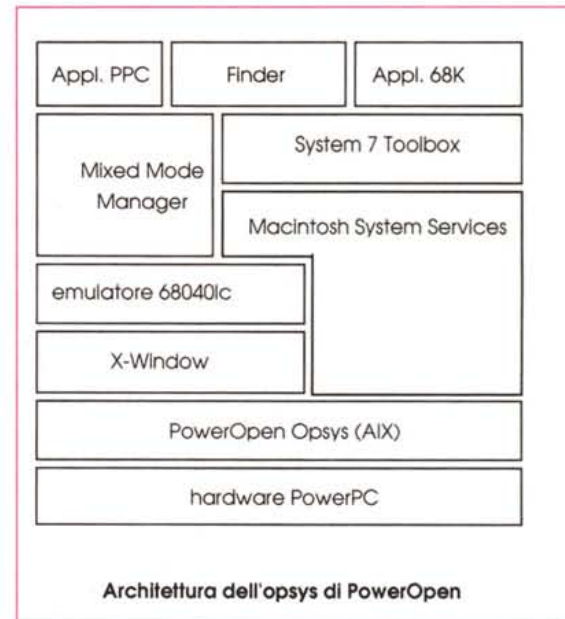 Appl. PPC
Finder
Appl. 68K
Mixed Mode
Manager
System 7 Toolbox
Macintosh System Services
emulatore 68040lc
X-Window
PowerOpen Opsys (AIX)
hardware PowerPC
Architettura dell'opsys di PowerOpen